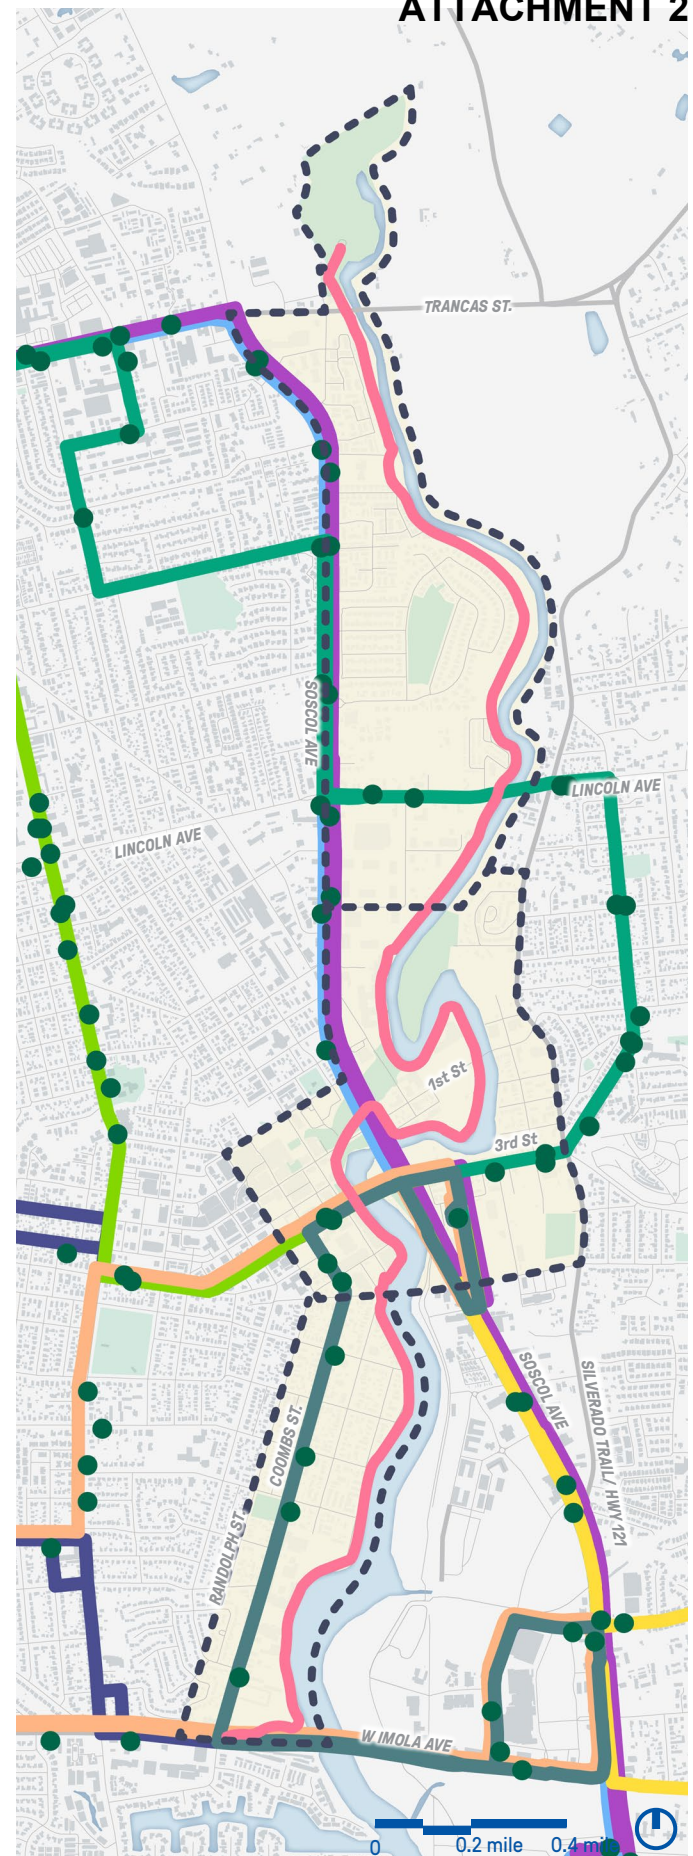 ATTACHMENT 2
TRANCAS ST.
SOSCOL AVE
LINCOLN AVE
LINCOLN AVE
1st St
3rd St
SOSCOL AVE
SILVERADO TRAIL/ HWY 121
COOMBS ST.
RANDOLPH ST.
W IMOLA AVE
0 0.2 mile 0.4 mile